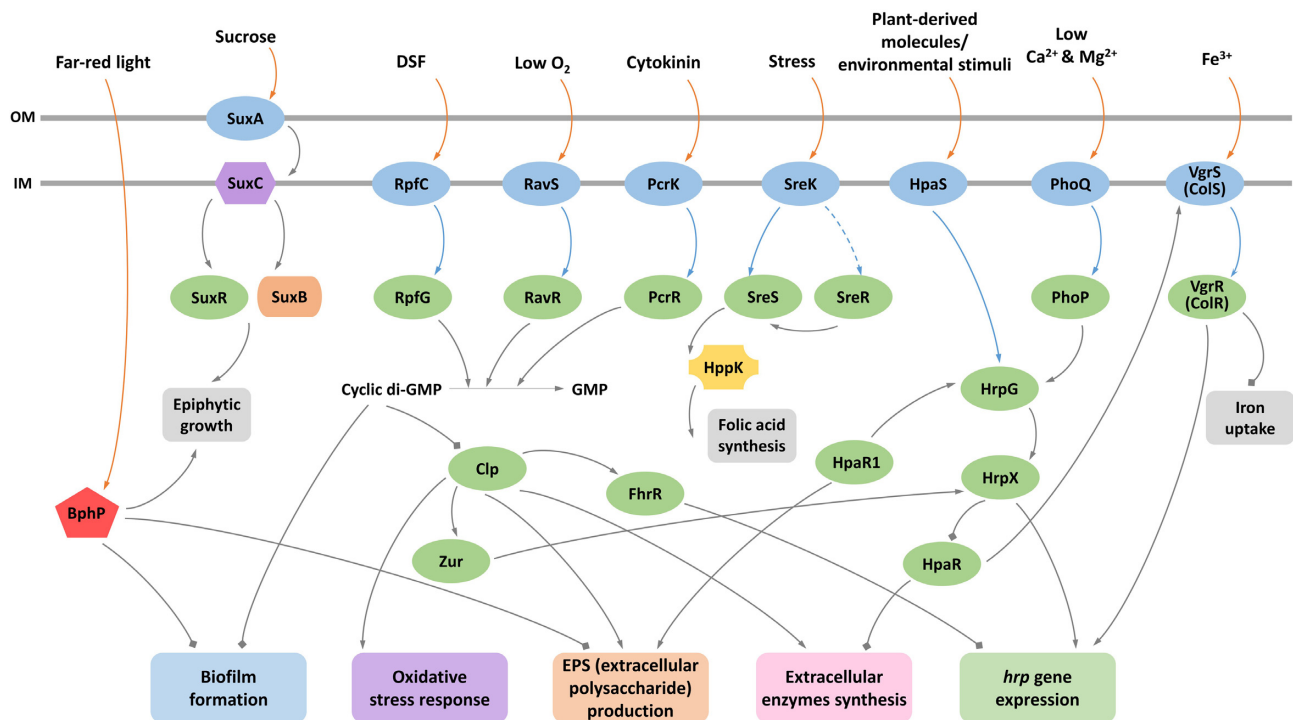 Far-red light
Sucrose
DSF
Low O₂
Cytokinin
Stress
Plant-derived
molecules/
environmental stimuli
Low
Ca²⁺ & Mg²⁺
Fe³⁺
OM
SuxA
IM
SuxC
RpfC
RavS
PcrK
SreK
HpaS
PhoQ
VgrS
(ColS)
SuxR
SuxB
RpfG
RavR
PcrR
SreS
SreR
PhoP
VgrR
(ColR)
HppK
Cyclic di-GMP
GMP
HrpG
Epiphytic
growth
Folic acid
synthesis
Iron
uptake
Clp
HpaR1
FhrR
HrpX
BphP
Zur
HpaR
Biofilm
formation
Oxidative
stress response
EPS (extracellular
polysaccharide)
production
Extracellular
enzymes synthesis
hrp gene
expression